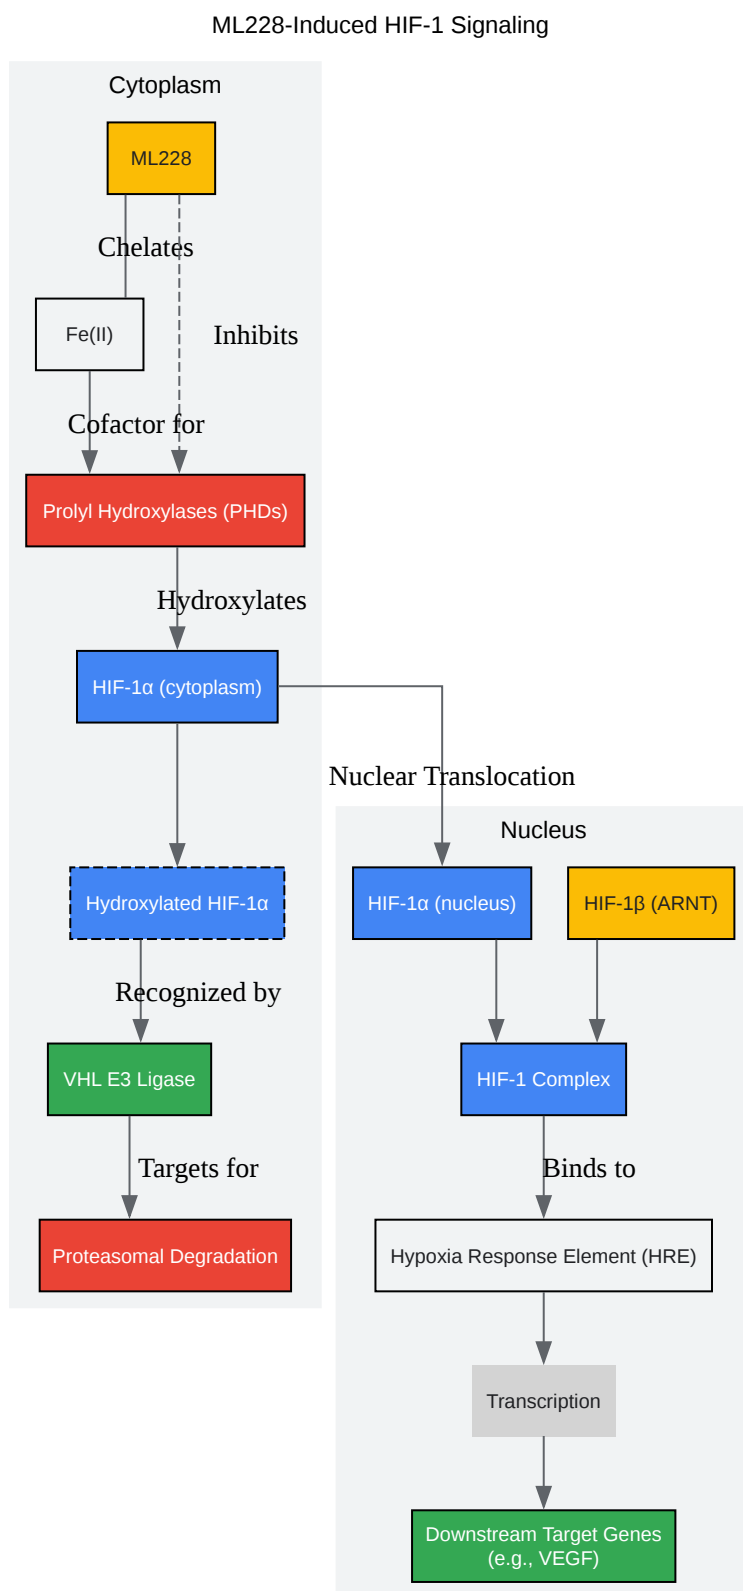 ML228-Induced HIF-1 Signaling
Cytoplasm
ML228
Chelates
Fe(II)
Inhibits
Cofactor for
Prolyl Hydroxylases (PHDs)
Hydroxylates
HIF-1α (cytoplasm)
Nuclear Translocation
Nucleus
Hydroxylated HIF-1α
HIF-1α (nucleus)
HIF-1β (ARNT)
Recognized by
VHL E3 Ligase
HIF-1 Complex
Targets for
Binds to
Proteasomal Degradation
Hypoxia Response Element (HRE)
Transcription
Downstream Target Genes
(e.g., VEGF)